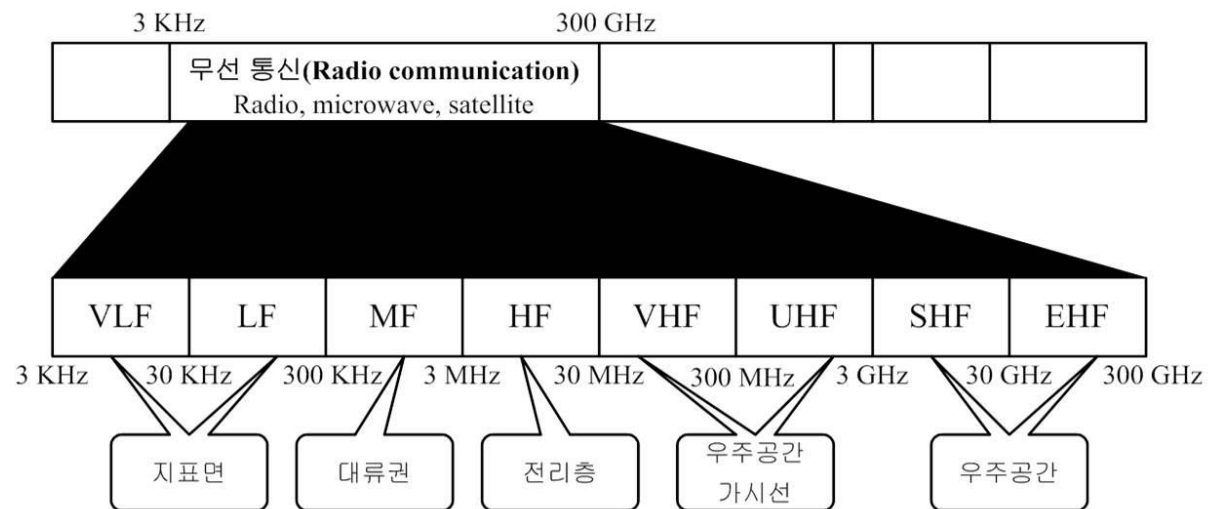 3 KHz 300 GHz
무선 통신(Radio communication)
Radio, microwave, satellite
VLF LF MF HF VHF UHF SHF EHF
3 KHz 30 KHz 300 KHz 3 MHz 30 MHz 300 MHz 3 GHz 30 GHz 300 GHz
지표면 대류권 전리층 우주공간 가시선 우주공간